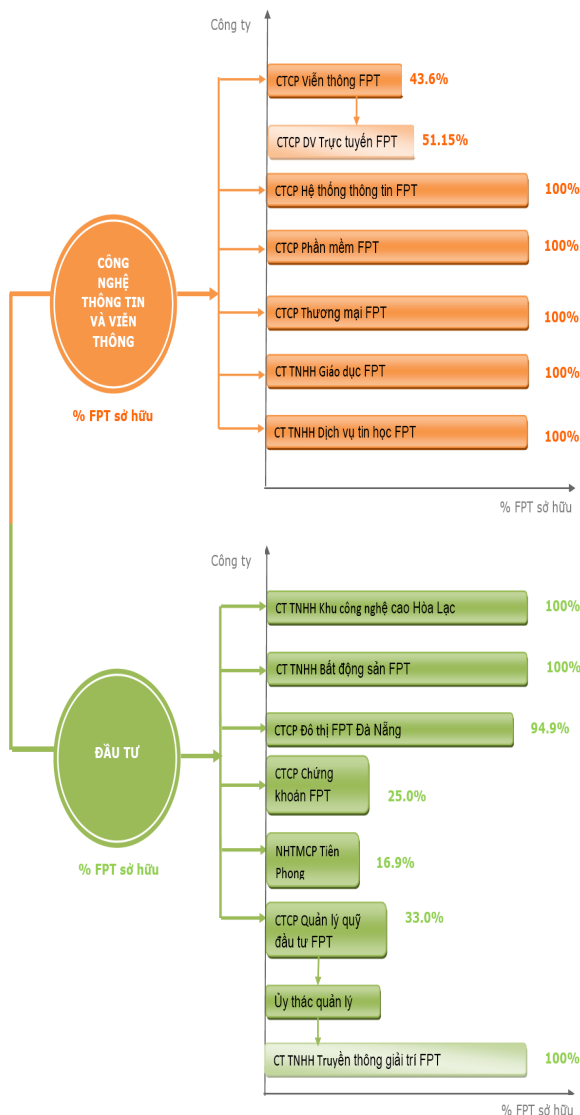 Công ty
CTCP Viễn thông FPT 43.6%
CTCP DV Trực tuyến FPT 51.15%
CTCP Hệ thống thông tin FPT 100%
CTCP Phần mềm FPT 100%
CÔNG
NGHỆ
THÔNG TIN
VÀ VIỄN
THÔNG
CTCP Thương mại FPT 100%
CT TNHH Giáo dục FPT 100%
% FPT sở hữu
CT TNHH Dịch vụ tin học FPT 100%
% FPT sở hữu
Công ty
CT TNHH Khu công nghệ cao Hòa Lạc 100%
CT TNHH Bất động sản FPT 100%
CTCP Đô thị FPT Đà Nẵng 94.9%
ĐẦU TƯ
CTCP Chứng
khoán FPT 25.0%
NHTMCP Tiên
Phong 16.9%
% FPT sở hữu
CTCP Quản lý quỹ
đầu tư FPT 33.0%
Ủy thác quản lý
CT TNHH Truyền thông giải trí FPT 100%
% FPT sở hữu